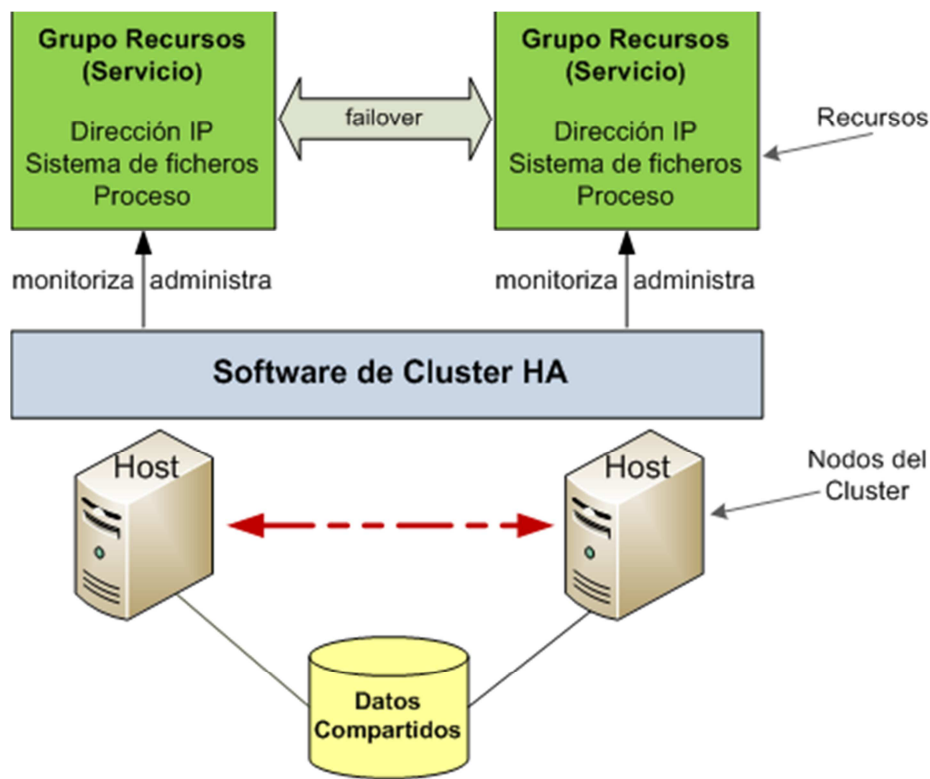 Grupo Recursos
(Servicio)
Dirección IP
Sistema de ficheros
Proceso
failover
Grupo Recursos
(Servicio)
Dirección IP
Sistema de ficheros
Proceso
Recursos
monitoriza administra
monitoriza administra
Software de Cluster HA
Host
Host
Nodos del
Cluster
Datos
Compartidos